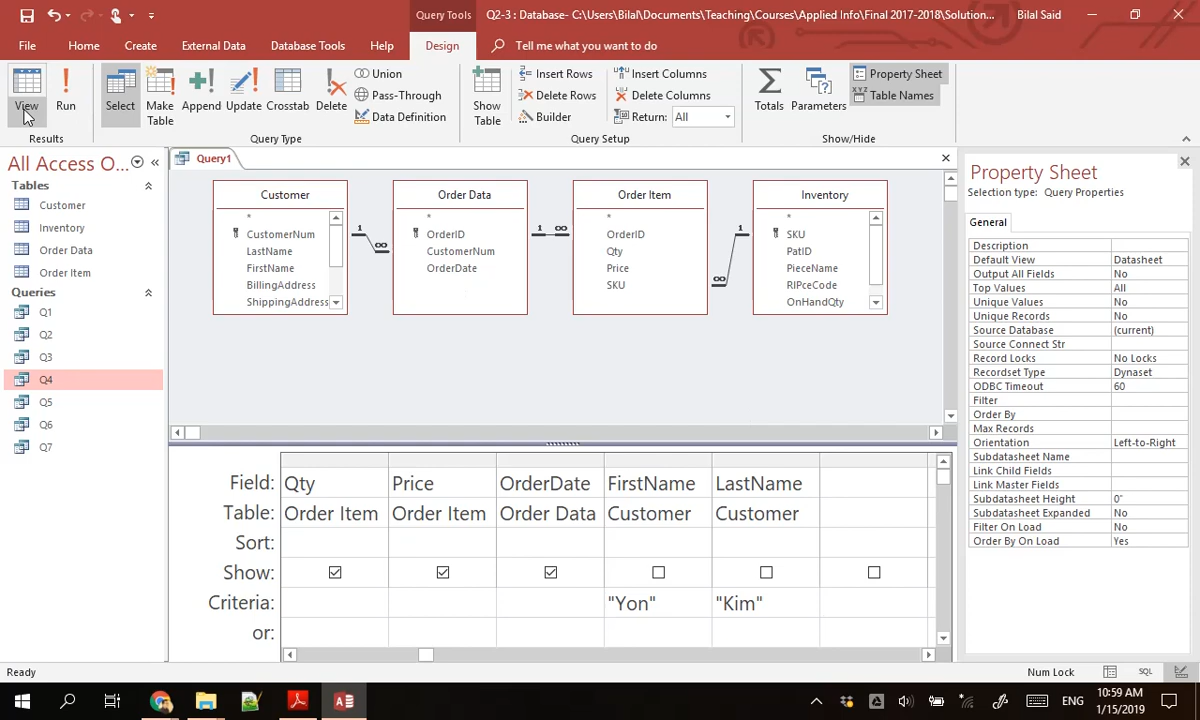 Query Tools
Q2-3 : Database- C:\Users\Bilal\Documents\Teaching\Courses\Applied Info\Final 2017-2018\Solution...
Bilal Said
File
Home
Create
External Data
Database Tools
Help
Design
Tell me what you want to do
View
Run
Select
Make Table
Append
Update
Crosstab
Delete
Union
Pass-Through
Data Definition
Show Table
Insert Rows
Delete Rows
Builder
Insert Columns
Delete Columns
Return: All
Totals
Parameters
Property Sheet
Table Names
Results
Query Type
Query Setup
Show/Hide
All Access O...
Tables
Customer
Inventory
Order Data
Order Item
Queries
Q1
Q2
Q3
Q4
Q5
Q6
Q7
Query1
Customer
*
CustomerNum
LastName
FirstName
BillingAddress
ShippingAddress
1
∞
Order Data
*
OrderID
CustomerNum
OrderDate
1
∞
Order Item
*
OrderID
Qty
Price
SKU
1
∞
Inventory
*
SKU
PatID
PieceName
RlPceCode
OnHandQty
Field: Qty Price OrderDate FirstName LastName
Table: Order Item Order Item Order Data Customer Customer
Sort:
Show:
Criteria: "Yon" "Kim"
or:
Property Sheet
Selection type: Query Properties
General
Description
Default View Datasheet
Output All Fields No
Top Values All
Unique Values No
Unique Records No
Source Database (current)
Source Connect Str
Record Locks No Locks
Recordset Type Dynaset
ODBC Timeout 60
Filter
Order By
Max Records
Orientation Left-to-Right
Subdatasheet Name
Link Child Fields
Link Master Fields
Subdatasheet Height 0"
Subdatasheet Expanded No
Filter On Load No
Order By On Load Yes
Ready
Num Lock
SQL
ENG
10:59 AM
1/15/2019